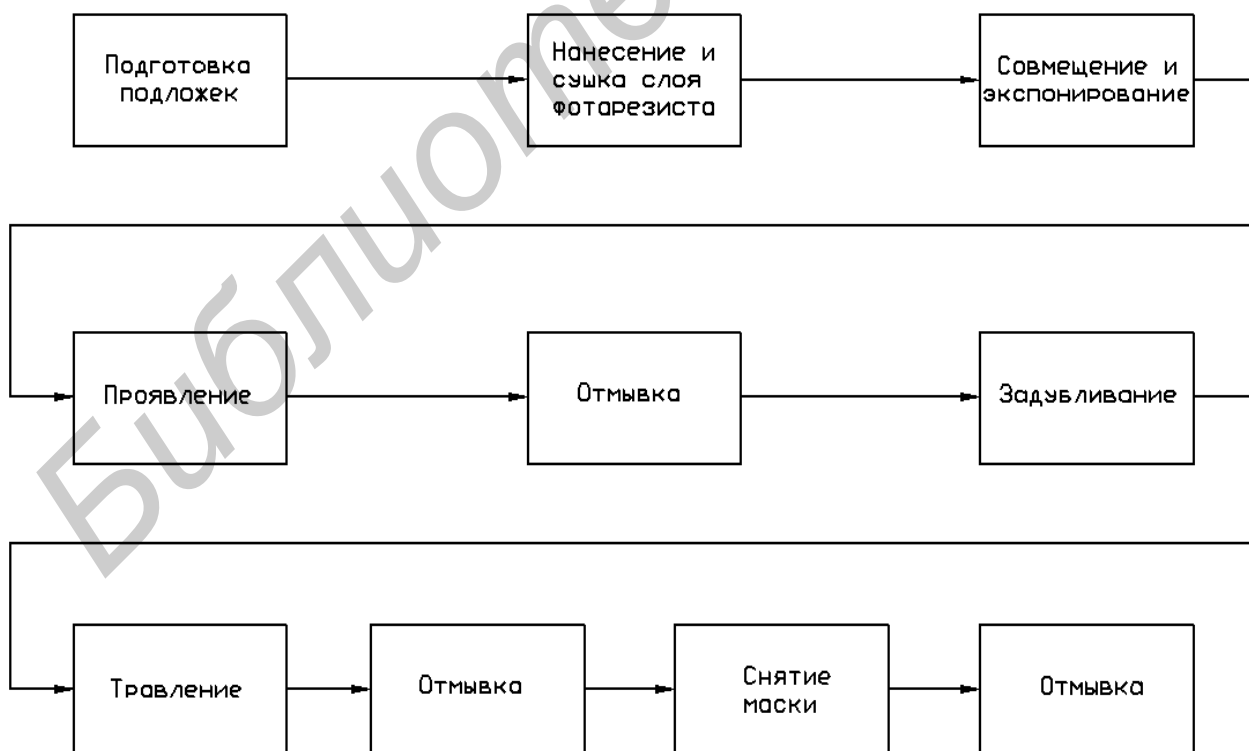 Подготовка
подложек
Нанесение и
сушка слоя
фотарезиста
Совмещение и
экспонирование
Проявление
Отмывка
Задубливание
Травление
Отмывка
Снятие
маски
Отмывка